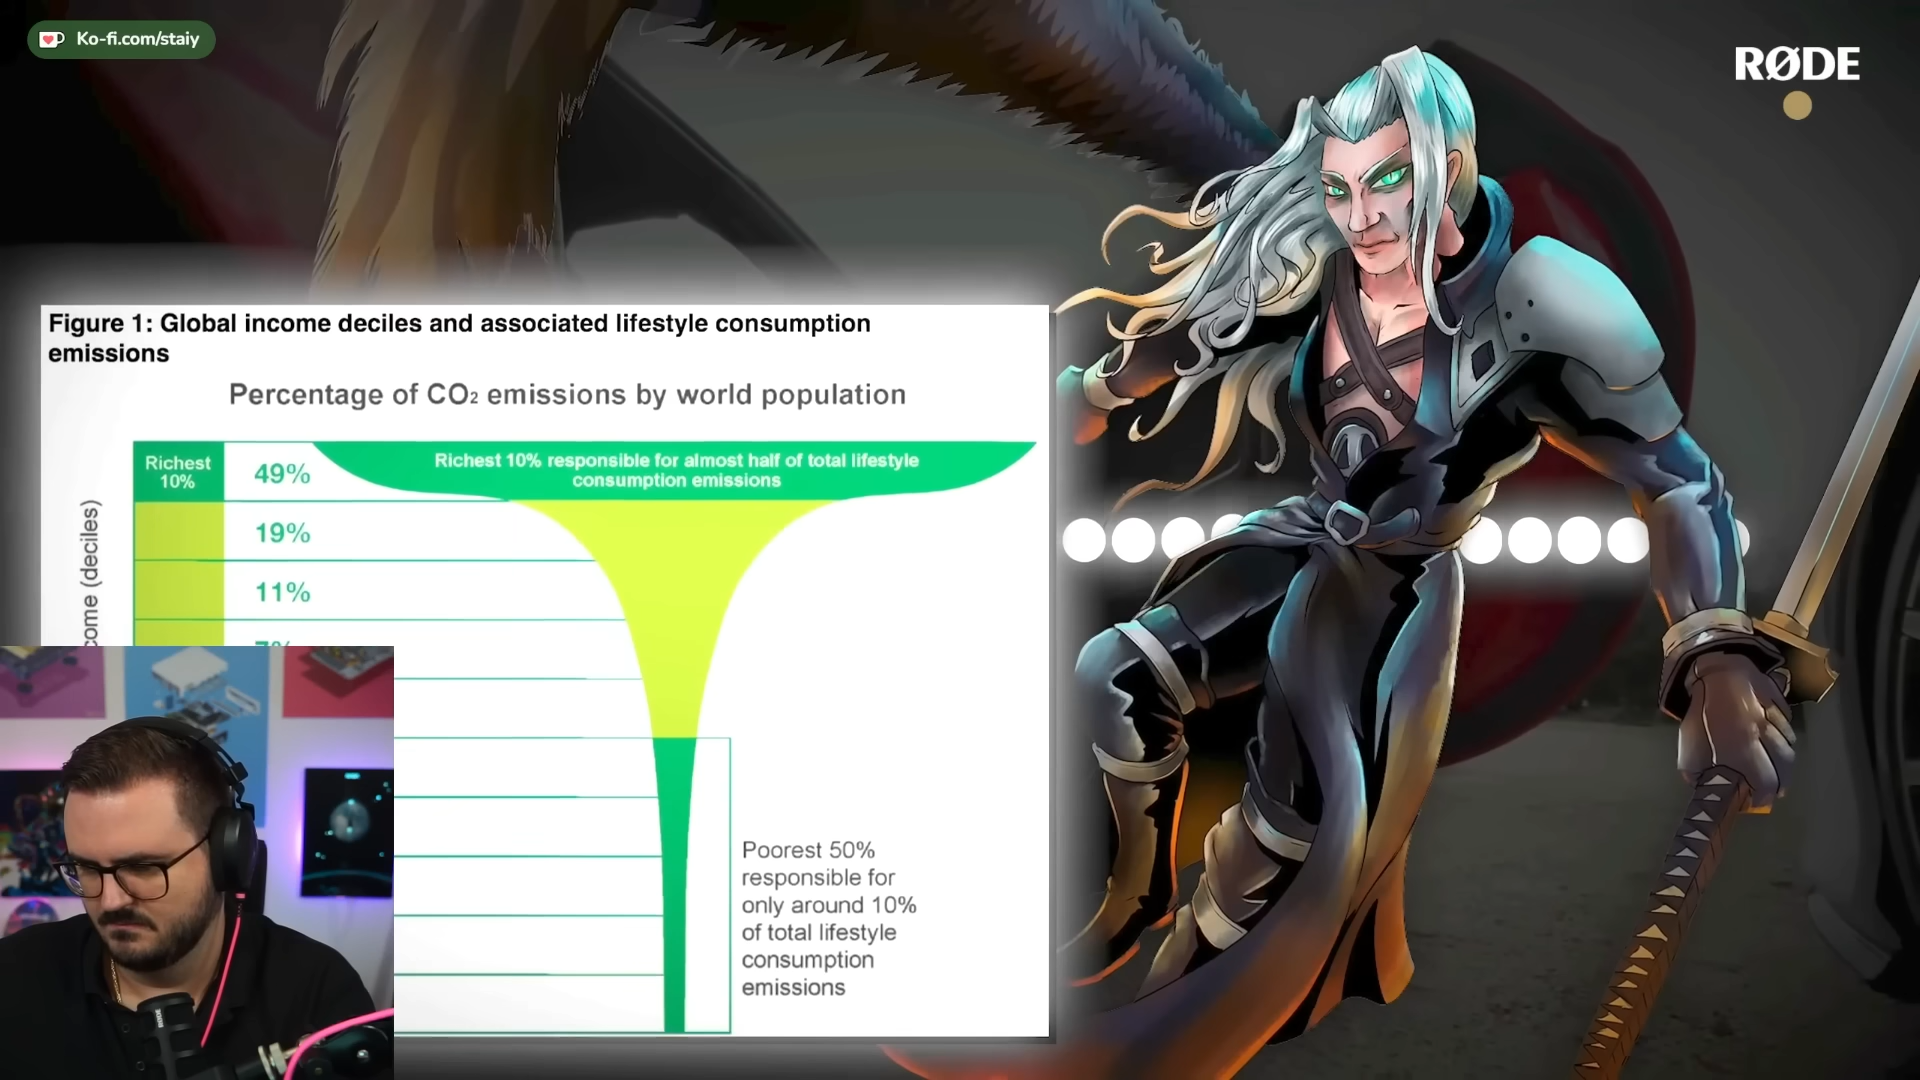 Ko-fi.com/staiy
RØDE
Figure 1: Global income deciles and associated lifestyle consumption
emissions
Percentage of CO₂ emissions by world population
Richest
10%
49%
Richest 10% responsible for almost half of total lifestyle
consumption emissions
19%
11%
Poorest 50%
responsible for
only around 10%
of total lifestyle
consumption
emissions